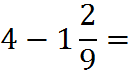 4 − 1 2/9 =